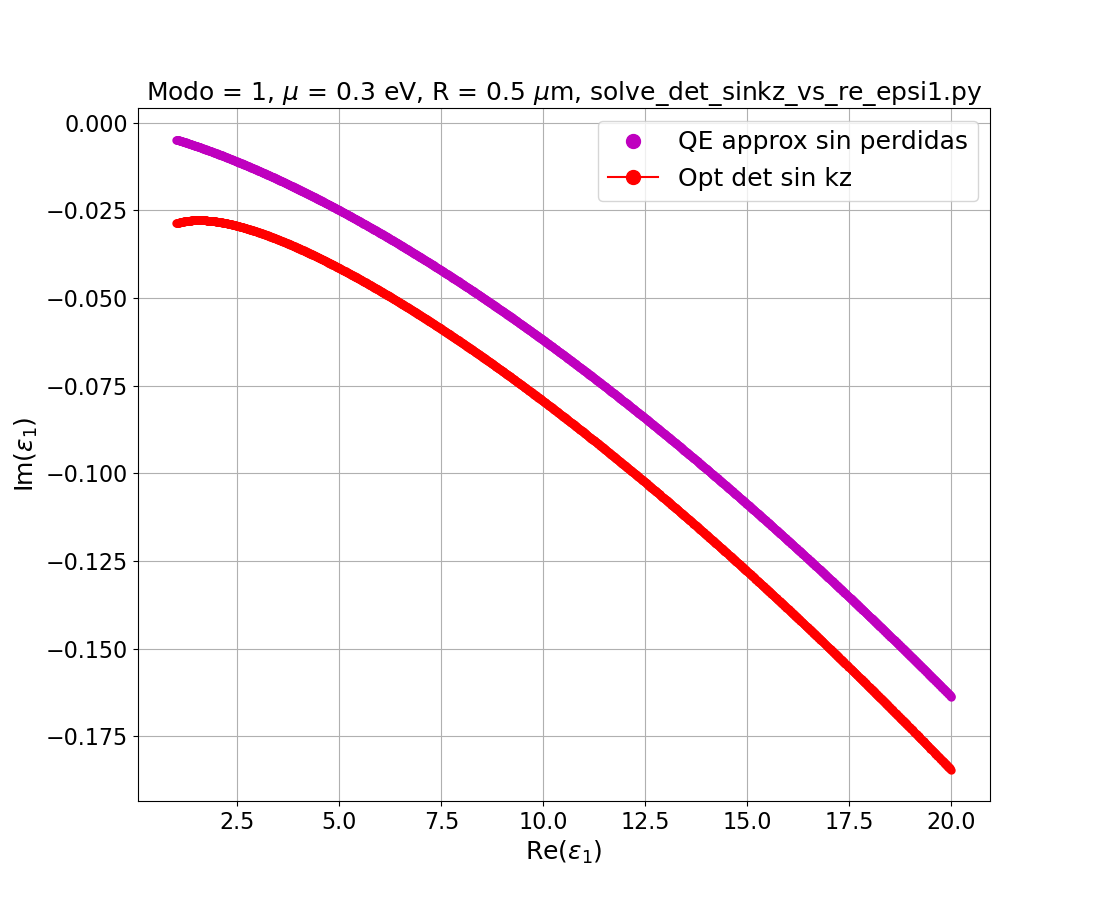 Modo = 1, μ = 0.3 eV, R = 0.5 μm, solve_det_sinkz_vs_re_epsi1.py
QE approx sin perdidas
Opt det sin kz
0.000
−0.025
−0.050
−0.075
−0.100
−0.125
−0.150
−0.175
Im(ε₁)
2.5 5.0 7.5 10.0 12.5 15.0 17.5 20.0
Re(ε₁)